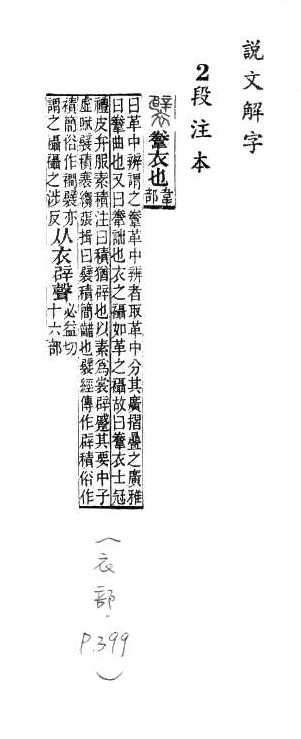 説文解字
2段注本
襞 韏衣也 韋部
曰革中辨謂之韏革中辨者取革中分其廣摺疊之廣雅
曰韏曲也又曰韏詘也衣之襵如革之襵故曰韏衣士冠
禮皮弁服素積注曰積猶辟也以素爲裳辟蹙其要中子
虛賦襞積褰縐張揖曰襞積簡齰也襞經傳作辟積俗作
𧞓簡俗作襇襞亦
謂之襵襵之涉反
从衣辟聲
必益切
十六部
(衣部 P.399)